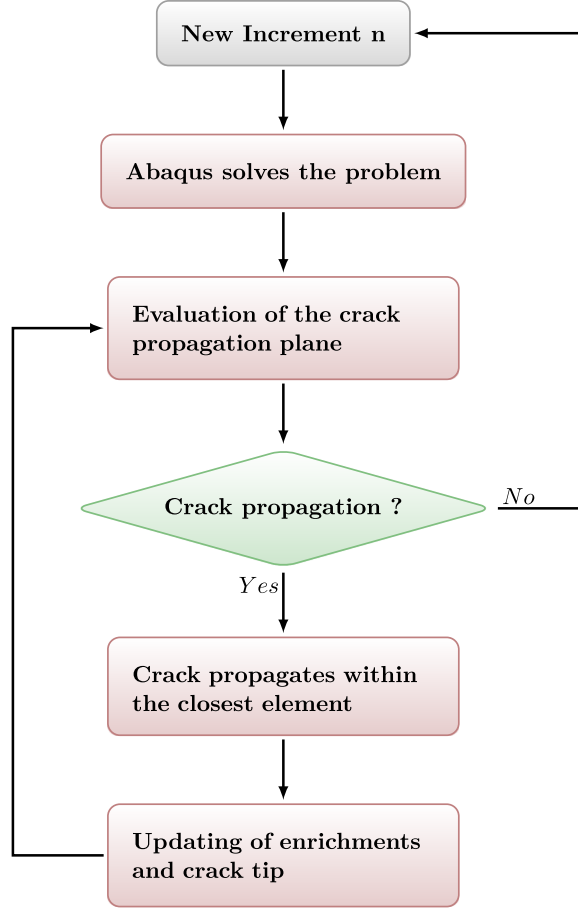 New Increment n
Abaqus solves the problem
Evaluation of the crack
propagation plane
Crack propagation ?
No
Yes
Crack propagates within
the closest element
Updating of enrichments
and crack tip